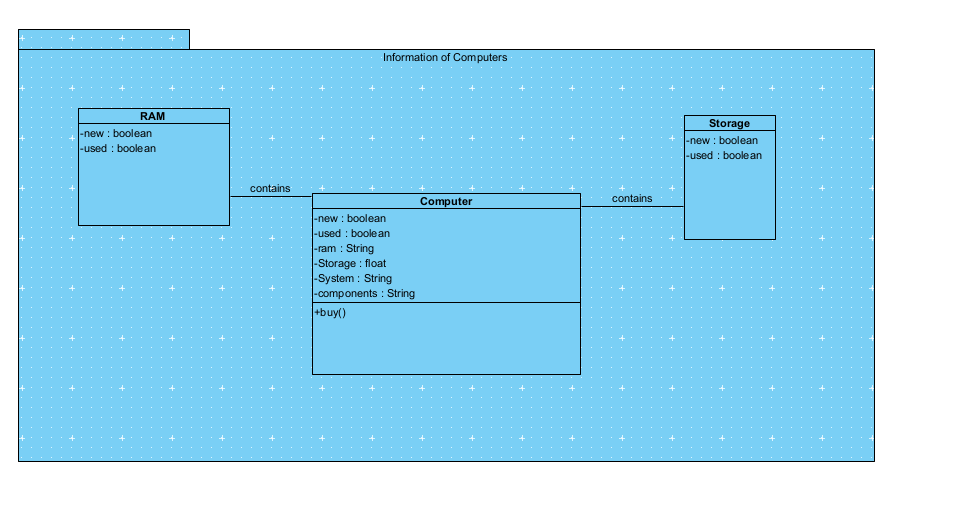 Information of Computers
RAM
-new : boolean
-used : boolean
Storage
-new : boolean
-used : boolean
contains
contains
Computer
-new : boolean
-used : boolean
-ram : String
-Storage : float
-System : String
-components : String
+buy()